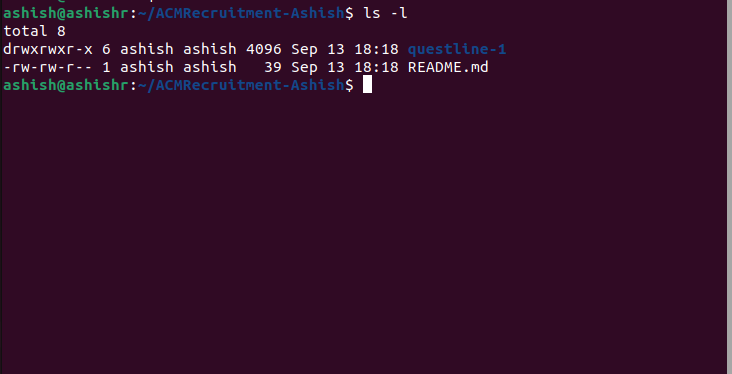 ashish@ashishr:~/ACMRecruitment-Ashish$ ls -l
total 8
drwxrwxr-x 6 ashish ashish 4096 Sep 13 18:18 questline-1
-rw-rw-r-- 1 ashish ashish   39 Sep 13 18:18 README.md
ashish@ashishr:~/ACMRecruitment-Ashish$